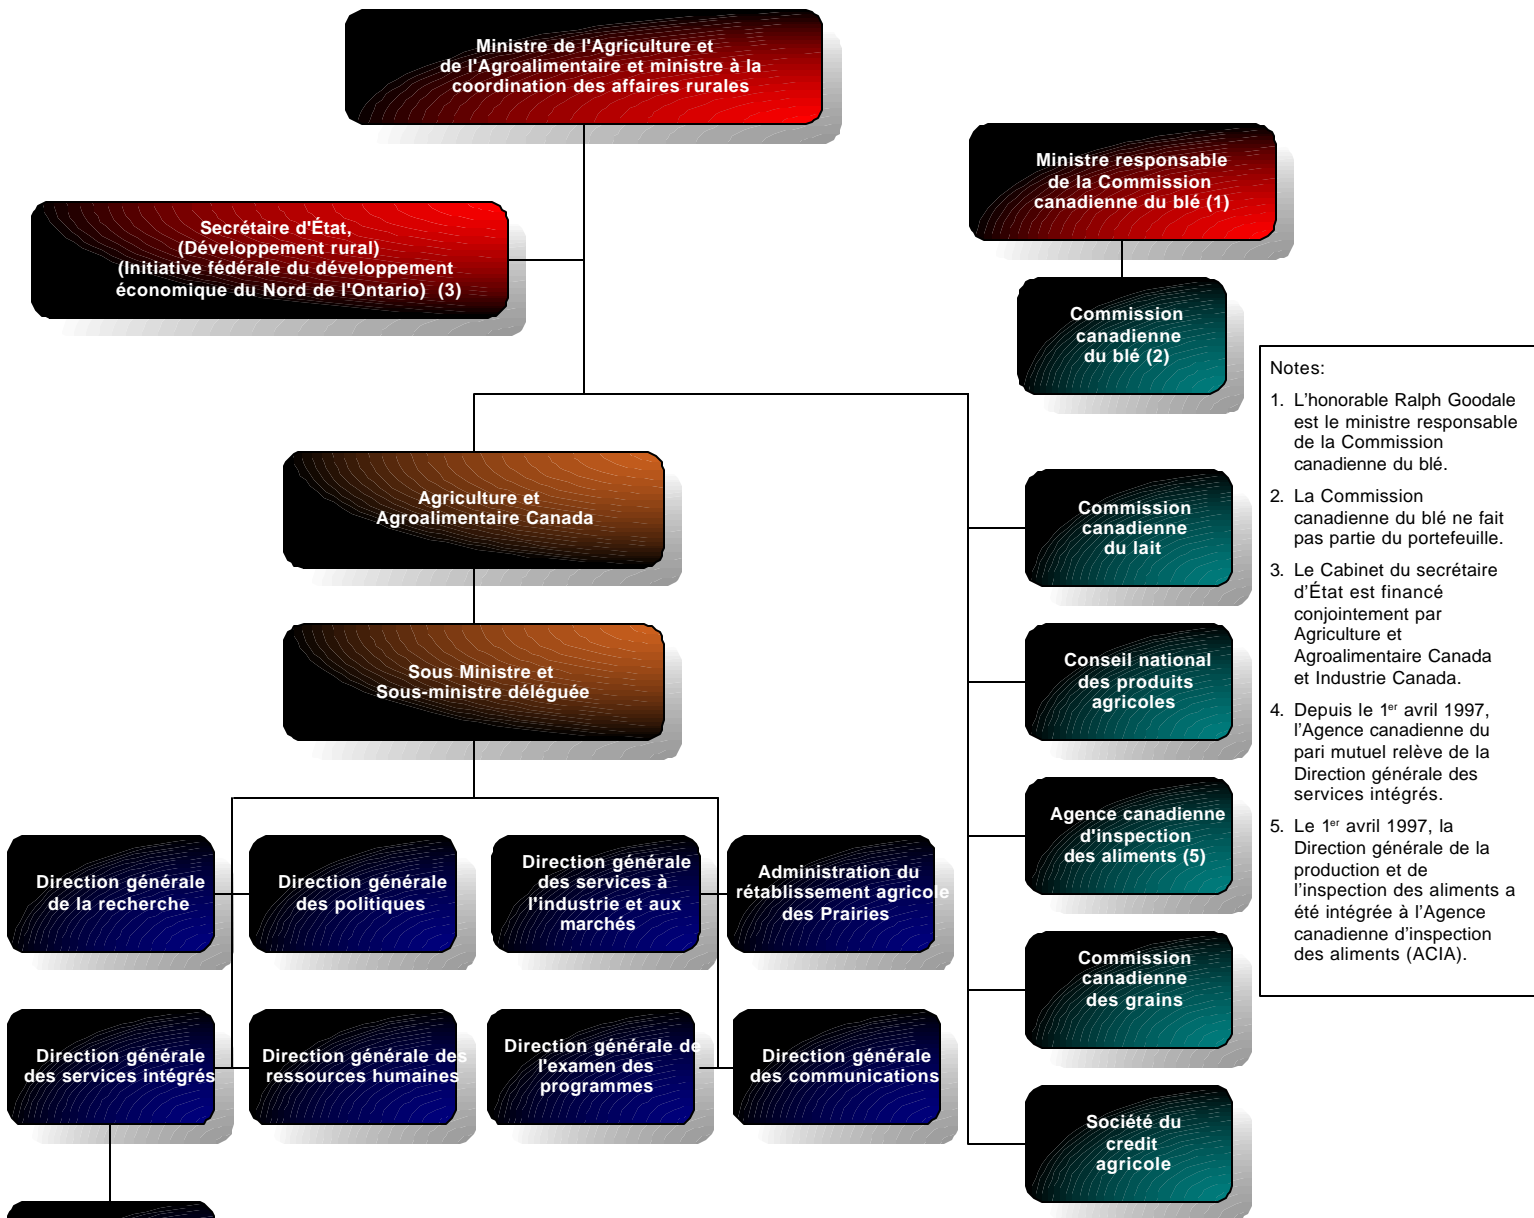 Ministre de l'Agriculture et
de l'Agroalimentaire et ministre à la
coordination des affaires rurales
Ministre responsable
de la Commission
canadienne du blé (1)
Secrétaire d'État,
(Développement rural)
(Initiative fédérale du développement
économique du Nord de l'Ontario) (3)
Commission
canadienne
du blé (2)
Agriculture et
Agroalimentaire Canada
Sous Ministre et
Sous-ministre déléguée
Commission
canadienne
du lait
Conseil national
des produits
agricoles
Agence canadienne
d'inspection
des aliments (5)
Commission
canadienne
des grains
Société du
credit
agricole
Direction générale
de la recherche
Direction générale
des politiques
Direction générale
des services à
l'industrie et aux
marchés
Administration du
rétablissement agricole
des Prairies
Direction générale
des services intégrés
Direction générale des
ressources humaines
Direction générale de
l'examen des
programmes
Direction générale
des communications
Notes:
1. L'honorable Ralph Goodale
est le ministre responsable
de la Commission
canadienne du blé.
2. La Commission
canadienne du blé ne fait
pas partie du portefeuille.
3. Le Cabinet du secrétaire
d'État est financé
conjointement par
Agriculture et
Agroalimentaire Canada
et Industrie Canada.
4. Depuis le 1er avril 1997,
l'Agence canadienne du
pari mutuel relève de la
Direction générale des
services intégrés.
5. Le 1er avril 1997, la
Direction générale de la
production et de
l'inspection des aliments a
été intégrée à l'Agence
canadienne d'inspection
des aliments (ACIA).